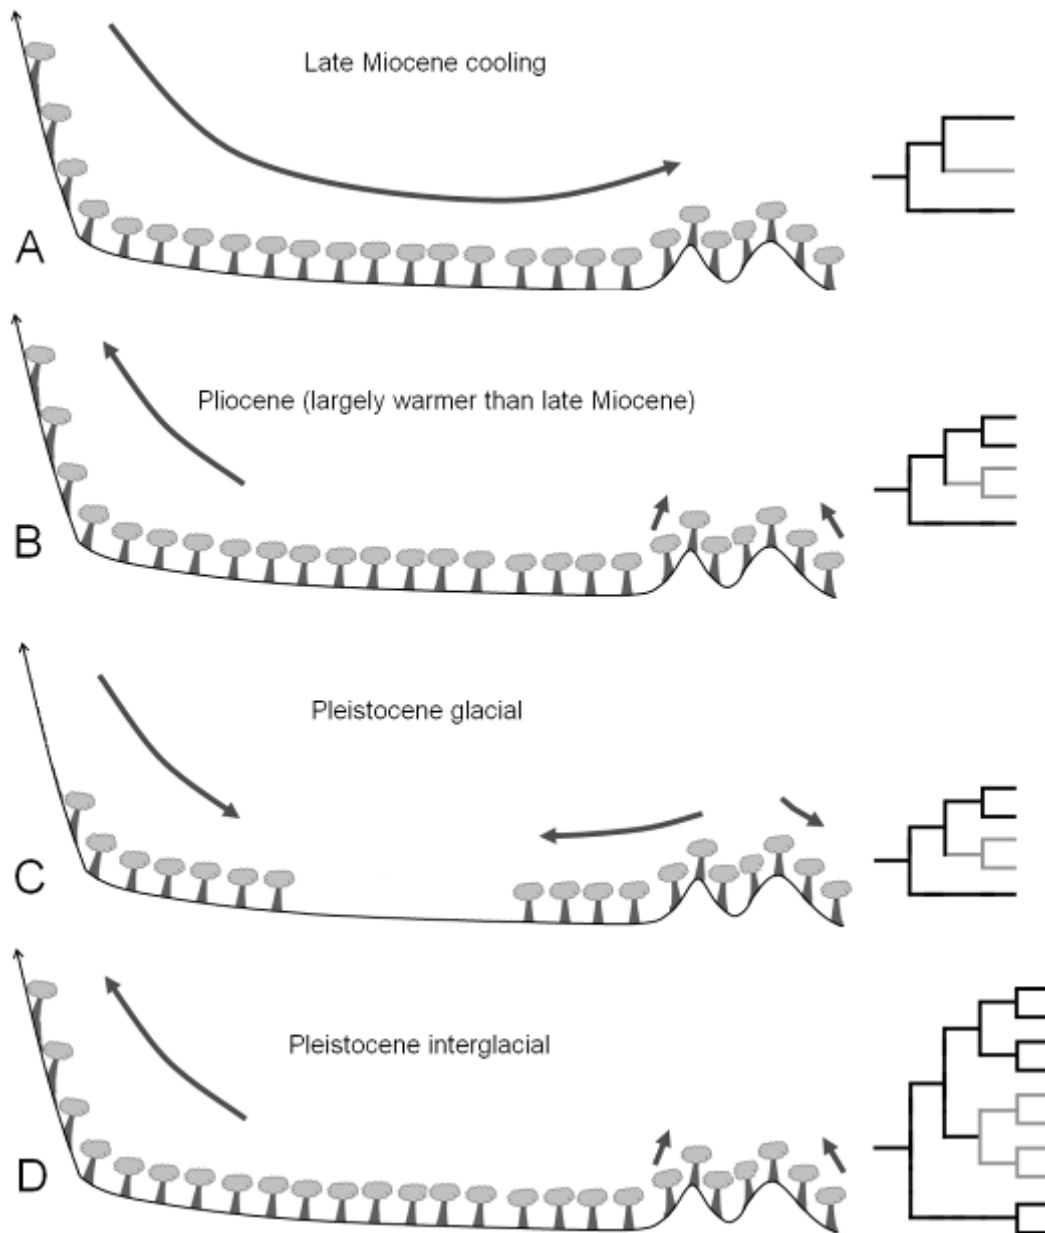 Late Miocene cooling
A
Pliocene (largely warmer than late Miocene)
B
Pleistocene glacial
C
Pleistocene interglacial
D